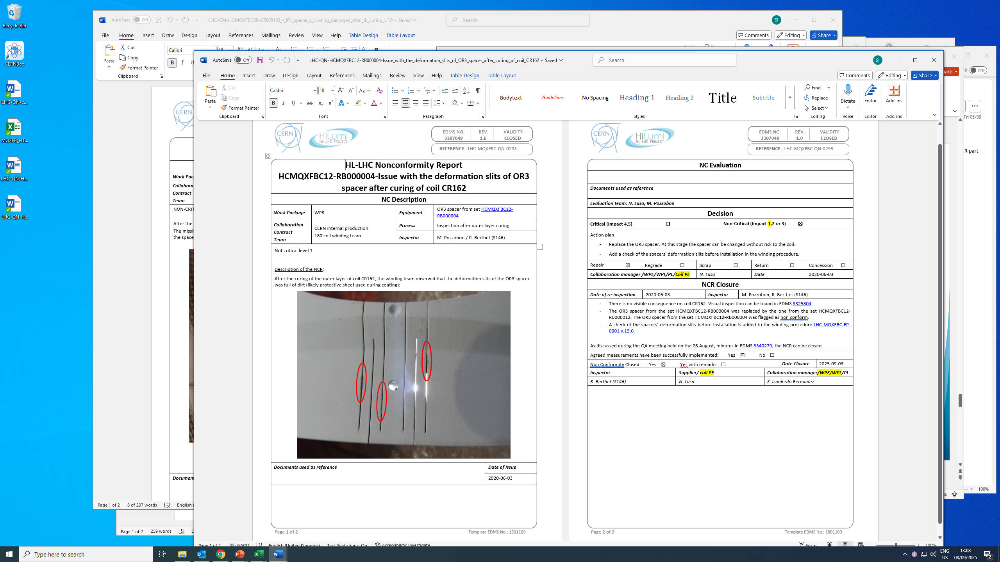 Recycle Bin
CERNBox
LHC-QN-c...
MQXFB_HT...
LHC-QN-H...
LHC-QN-H...
AutoSave Off
LHC-QN-HCMQXFBC08-CR000160_-_IR1_spacer_s_coating_damaged_after_IL_curing_v1.0 • Saved
Search
SI
File Home Insert Draw Design Layout References Mailings Review View Help Table Design Table Layout
Comments Editing Share
Paste
Cut
Copy
Format Painter
Clipboard
Calibri
CERN
Work Pac
Collabora
Contract
Team
NON-CRIT
After the
The missi
the space
Documen
Page 1 of 2 8 of 237 words English (
Page 1 of 2 259 words
AutoSave Off
LHC-QN-HCMQXFBC12-RB000004-Issue_with_the_deformation_slits_of_OR3_spacer_after_curing_of_coil_CR162 • Saved
Search
SI
File Home Insert Draw Design Layout References Mailings Review View Help Table Design Table Layout
Comments Editing Share
Paste
Cut
Copy
Format Painter
Clipboard
Calibri 18
Font
Paragraph
Bodytext
Guidelines
No Spacing
Heading 1
Heading 2
Title
Subtitle
Styles
Find
Replace
Select
Editing
Dictate
Voice
Editor
Editor
Add-ins
Add-ins
CERN
HiLumi
HL-LHC PROJECT
EDMS NO. REV. VALIDITY
3307049 1.0 CLOSED
REFERENCE : LHC-MQXFBC-QN-0293
HL-LHC Nonconformity Report
HCMQXFBC12-RB000004-Issue with the deformation slits of OR3
spacer after curing of coil CR162
NC Description
Work Package WP3 Equipment OR3 spacer from set HCMQXFBC12-
RB000004
Collaboration
Contract
Team
CERN internal production
180 coil winding team
Process Inspection after outer layer curing
Inspector M. Pozzobon / R. Berthet (S146)
Not critical level 1
Description of the NCR:
After the curing of the outer layer of coil CR162, the winding team observed that the deformation slits of the OR3 spacer
was full of dirt (likely protective sheet used during coating):
Documents used as reference Date of Issue
2020-06-03
Page 1 of 2 Template EDMS No.: 1501109
CERN
HiLumi
HL-LHC PROJECT
EDMS NO. REV. VALIDITY
3307049 1.0 CLOSED
REFERENCE : LHC-MQXFBC-QN-0293
NC Evaluation
Documents used as reference
Evaluation team: N. Lusa, M. Pozzobon
Decision
Critical (Impact 4,5) ☐ Non-Critical (Impact 1,2 or 3) ☒
Action plan
- Replace the OR3 spacer. At this stage the spacer can be changed without risk to the coil.
- Add a check of the spacers’ deformation slits before installation in the winding procedure.
Repair ☒ Regrade ☐ Scrap ☐ Return ☐ Concession ☐
Collaboration manager /WPE/WPL/PL/Coil PE N. Lusa Date 2020-06-03
NCR Closure
Date of re-inspection 2020-06-03 Inspector M. Pozzobon, R. Berthet (S146)
- There is no visible consequence on coil CR162. Visual inspection can be found in EDMS 3325804.
- The OR3 spacer from the set HCMQXFBC12-RB000004 was replaced by the one from the set HCMQXFBC12-
RB000012. The OR3 spacer from the set HCMQXFBC12-RB000004 was flagged as non conform.
- A check of the spacers’ deformation slits before installation is added to the winding procedure LHC-MQXFBC-FP-
0001 v.15.0.
As discussed during the QA meeting held on the 28 August, minutes in EDMS 3340279, the NCR can be closed.
Agreed measurements have been successfully implemented: Yes ☒ No ☐
Non Conformity Closed: Yes ☒ Yes with remarks ☐ Date Closure 2025-09-03
Inspector Supplier/ coil PE Collaboration manager/WPE/WPL/PL
R. Berthet (S146) N. Lusa S. Izquierdo Bermudez
Page 2 of 2 Template EDMS No.: 1501109
Page 1 of 2 306 words English (United Kingdom) Text Predictions: On Accessibility: Investigate
Focus 100%
hare
k Off
Fri 05/09
R part.
100%
%
Type here to search
ENG
US
13:08
08/09/2025
2